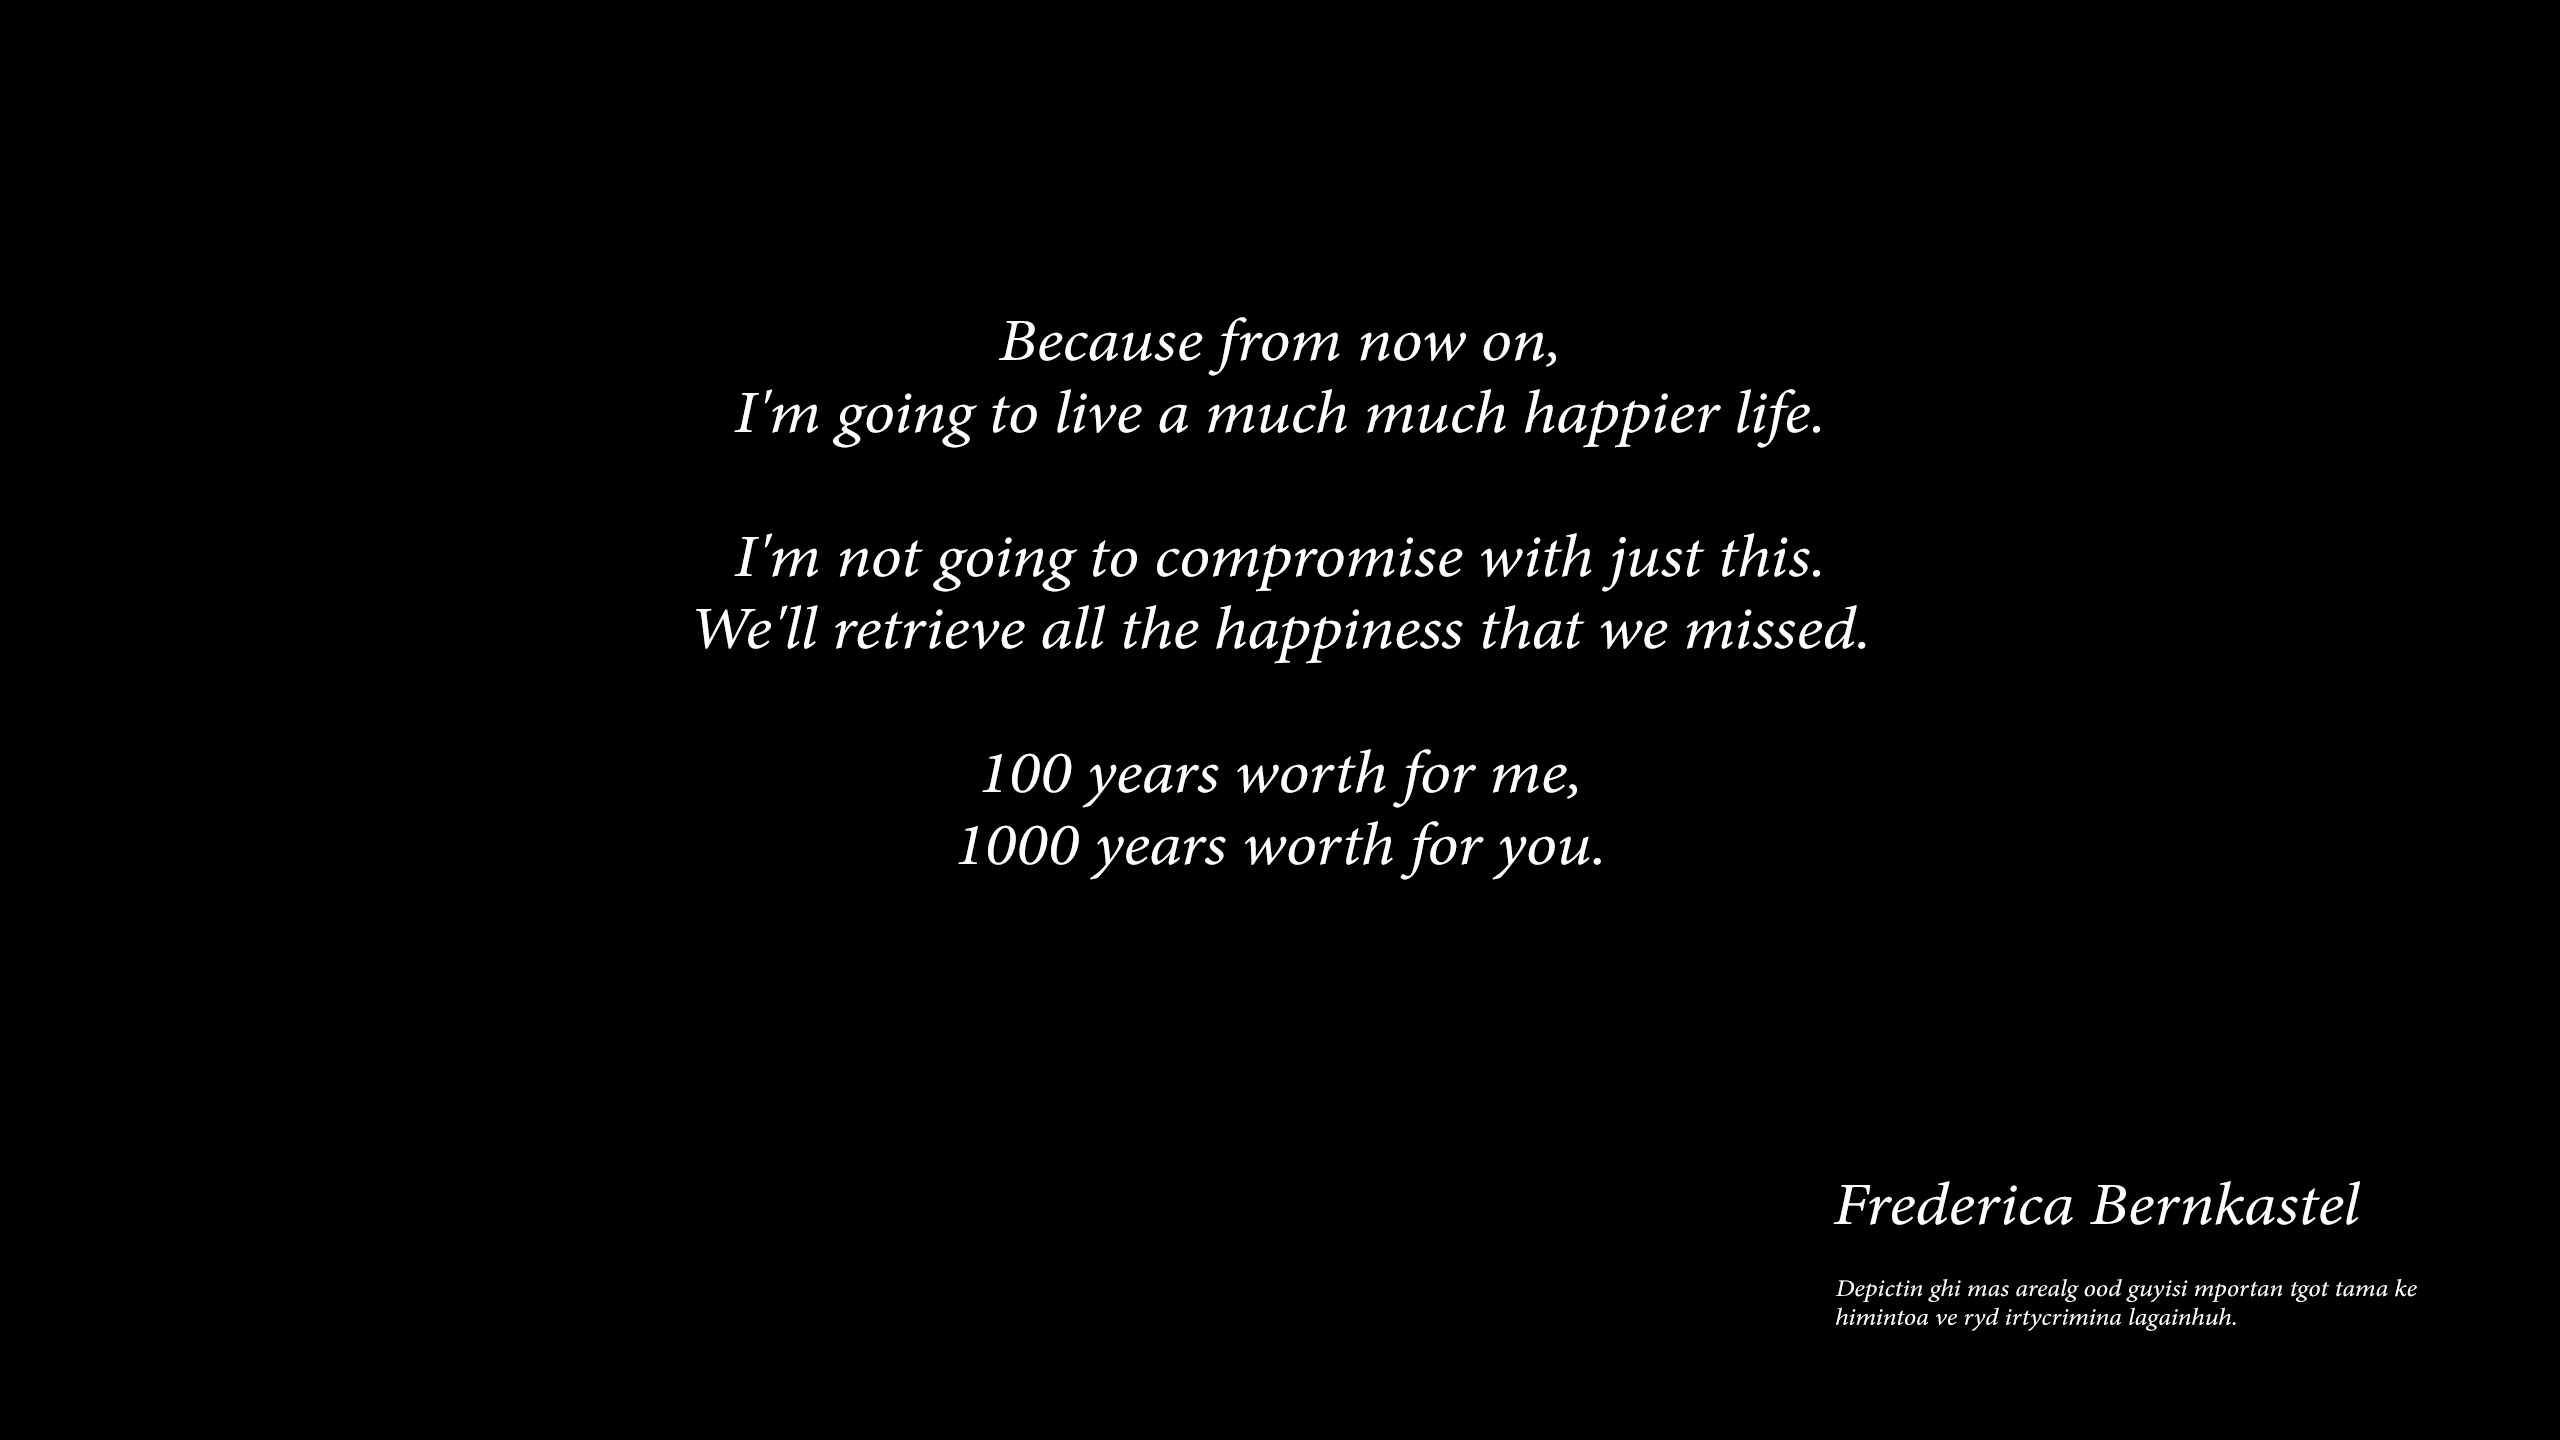 Because from now on,
I'm going to live a much much happier life.
I'm not going to compromise with just this.
We'll retrieve all the happiness that we missed.
100 years worth for me,
1000 years worth for you.
Frederica Bernkastel
Depictin ghi mas arealg ood guyisi mportan tgot tama ke
himintoa ve ryd irtycrimina lagainhuh.